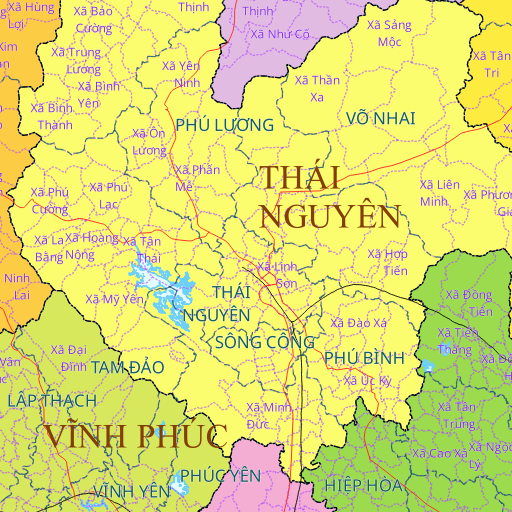 Xã Hùng
Lợi
Xã Bảo
Cường
Thịnh
Thinh
Xã Như Cố
Xã Sảng
Mộc
Kim
Xã Trung
Lương
Xã Yên
Ninh
Xã Thần
Xa
Xã Tân
Tri
Xã Bình
Yên
Xã Bình
Thành
Xã Ôn
Lương
PHÚ LƯƠNG
VÕ NHAI
Xã Phấn
Mê
THÁI
NGUYÊN
Xã Phú
Cường
Xã Phú
Lạc
Xã Liên
Minh
Xã Phương
Xã La
Bằng
Xã Hoàng
Nông
Xã Tân
Thái
Xã Hợp
Tiến
Xã Linh
Sơn
Ninh
Lai
Xã Mỹ Yên
THÁI
NGUYÊN
Xã Đồng
Tiến
Xã Đào Xá
Xã Tiến
Thắng
SÔNG CÔNG
PHÚ BÌNH
Xã Đại
Đình
TAM ĐẢO
Xã Úc Kỳ
LẬP THẠCH
Xã Minh
Đức
Xã Tân
Trung
VĨNH PHÚC
Xã Cao Xá
Xã Ngọc
Lý
PHÚC YÊN
VĨNH YÊN
HIỆP HÒA